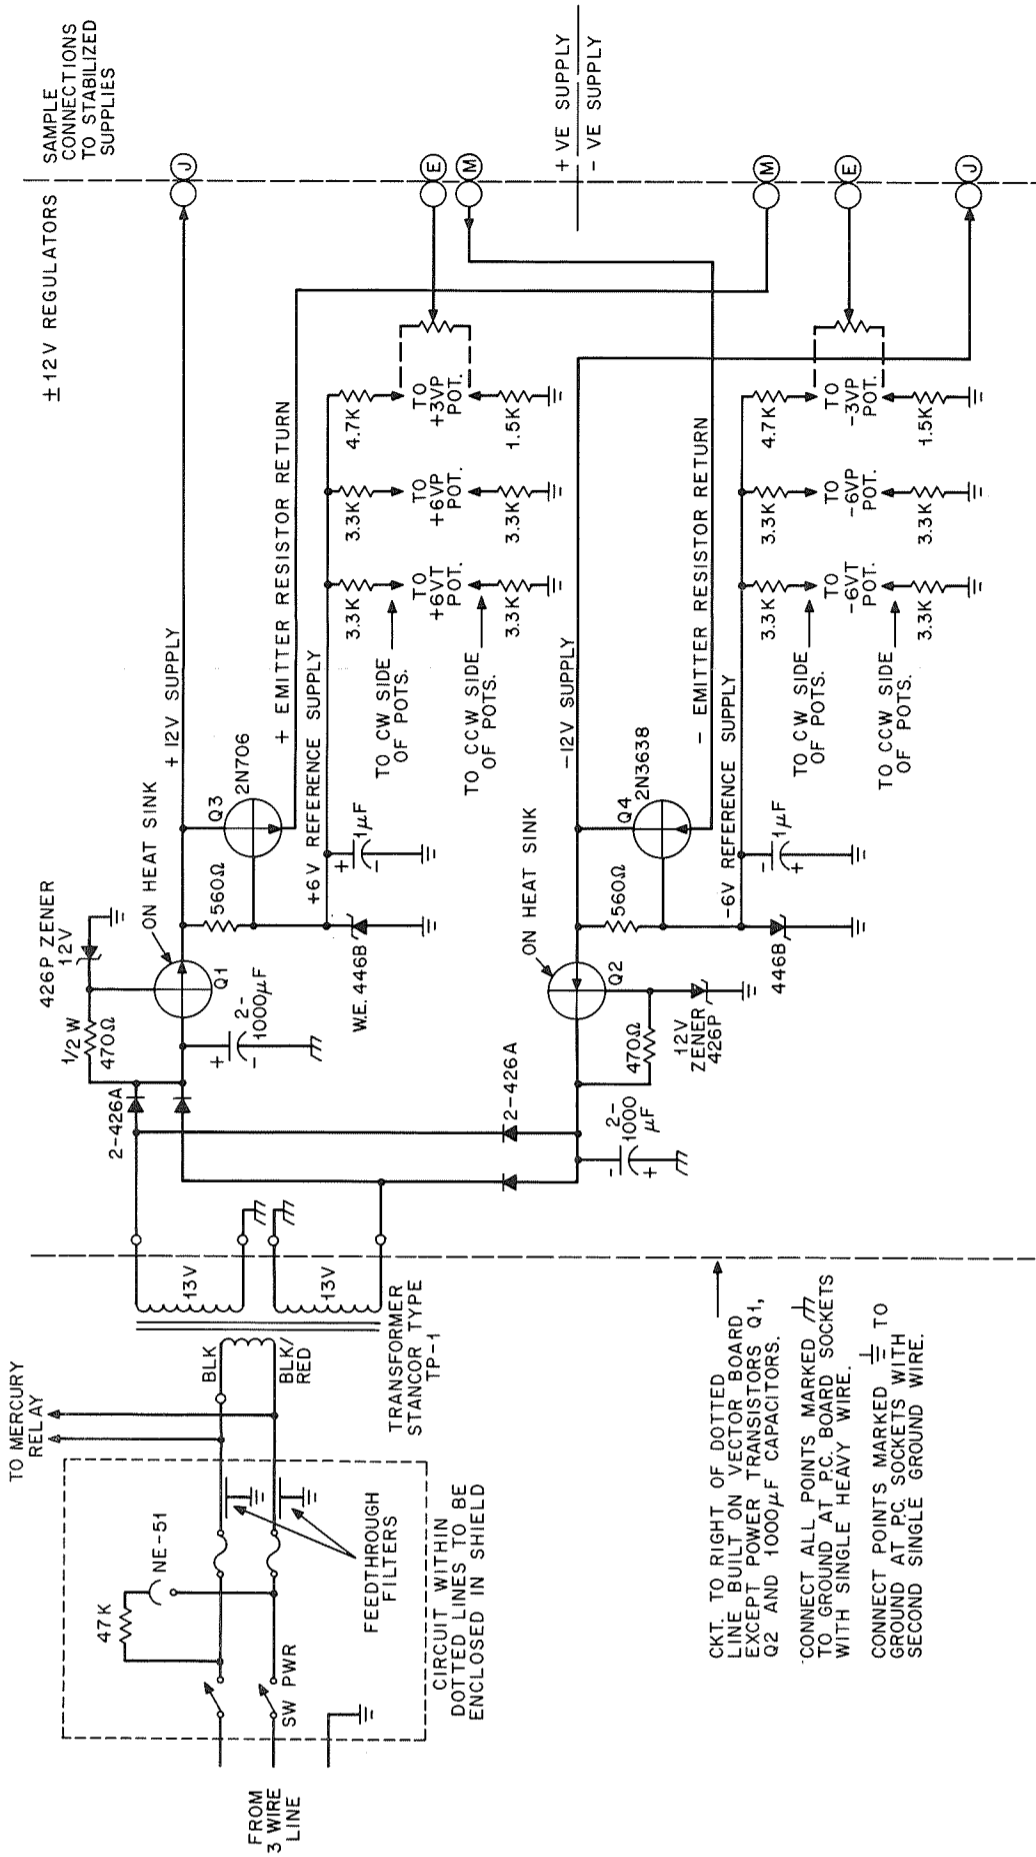 SAMPLE
CONNECTIONS
TO STABILIZED
SUPPLIES
±12V REGULATORS
TO MERCURY
RELAY
47K
NE-51
FROM
3 WIRE
LINE
SW PWR
FEEDTHROUGH
FILTERS
CIRCUIT WITHIN
DOTTED LINES TO BE
ENCLOSED IN SHIELD
BLK
BLK/
RED
13V
13V
TRANSFORMER
STANCOR TYPE
TP-1
2-426A
1/2 W
470Ω
426P ZENER
12V
ON HEAT SINK
Q1
+
-
2-
1000μF
+12V SUPPLY
J
560Ω
Q3
2N706
+ EMITTER RESISTOR RETURN
+6V REFERENCE SUPPLY
W.E. 446B
+
-
1μF
3.3K
3.3K
4.7K
TO CW SIDE
OF POTS.
TO
+6VT
POT.
TO
+6VP
POT.
TO
+3VP
POT.
TO CCW SIDE
OF POTS.
3.3K
3.3K
1.5K
E
M
+ VE SUPPLY
- VE SUPPLY
2-426A
-
+
2-
1000
μF
470Ω
12V
ZENER
426P
ON HEAT SINK
Q2
-12V SUPPLY
560Ω
Q4
2N3638
- EMITTER RESISTOR RETURN
-6V REFERENCE SUPPLY
446B
-
+
1μF
3.3K
3.3K
4.7K
TO CW SIDE
OF POTS.
TO
-6VT
POT.
TO
-6VP
POT.
TO
-3VP
POT.
TO CCW SIDE
OF POTS.
3.3K
3.3K
1.5K
M
E
J
CKT. TO RIGHT OF DOTTED
LINE BUILT ON VECTOR BOARD
EXCEPT POWER TRANSISTORS Q1,
Q2 AND 1000μF CAPACITORS.
CONNECT ALL POINTS MARKED
TO GROUND AT P.C. BOARD SOCKETS
WITH SINGLE HEAVY WIRE.
CONNECT POINTS MARKED TO
GROUND AT P.C. SOCKETS WITH
SECOND SINGLE GROUND WIRE.